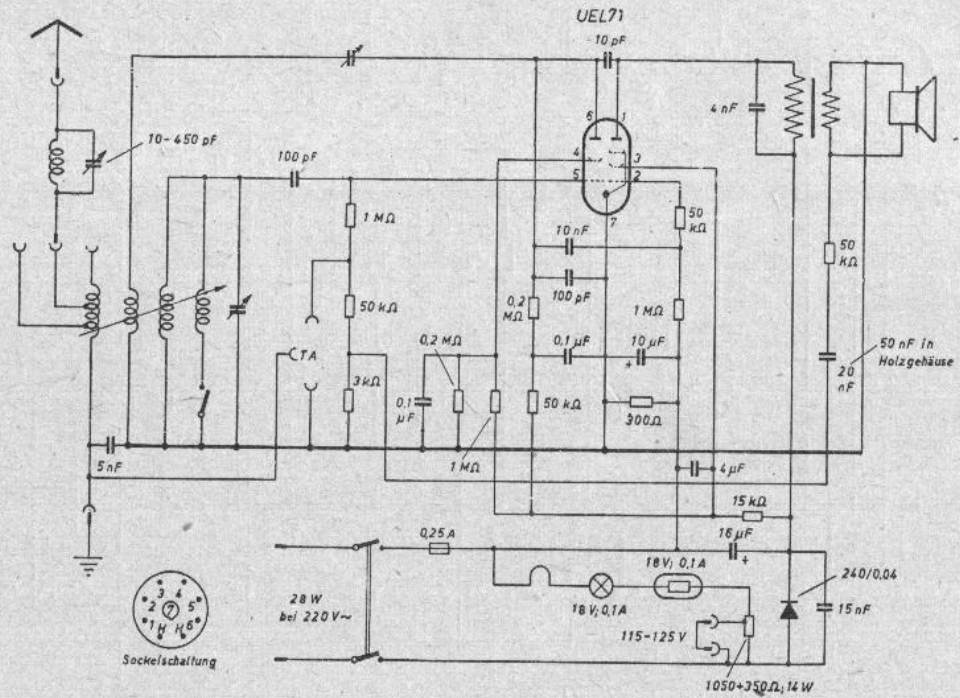 UEL71
10 pF
6
1
4
3
5
2
7
4 nF
10–450 pF
100 pF
1 MΩ
50 kΩ
3 kΩ
TA
0,2 MΩ
0,1 µF
1 MΩ
10 nF
100 pF
0,2
MΩ
0,1 µF
50 kΩ
50
kΩ
1 MΩ
10 µF
+
300Ω
4 µF
15 kΩ
50
kΩ
50 nF in
Holzgehäuse
20
nF
5 nF
16 µF
+
0,25 A
28 W
bei 220 V~
18V; 0,1A
18V; 0,1A
115–125 V
1050+350Ω; 14 W
240/0,04
15 nF
3 4
2 7 5
1 H H 6
Sockelschaltung